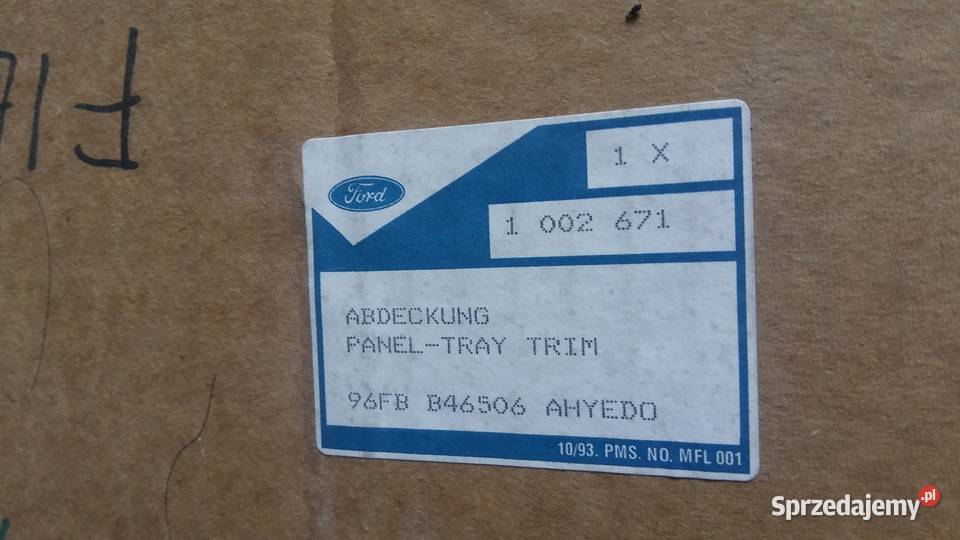 Ford
1 X
1 002 671
ABDECKUNG
PANEL-TRAY TRIM
96FB B46506 AHYEDO
10/93. PMS. NO. MFL 001
Sprzedajemy.pl